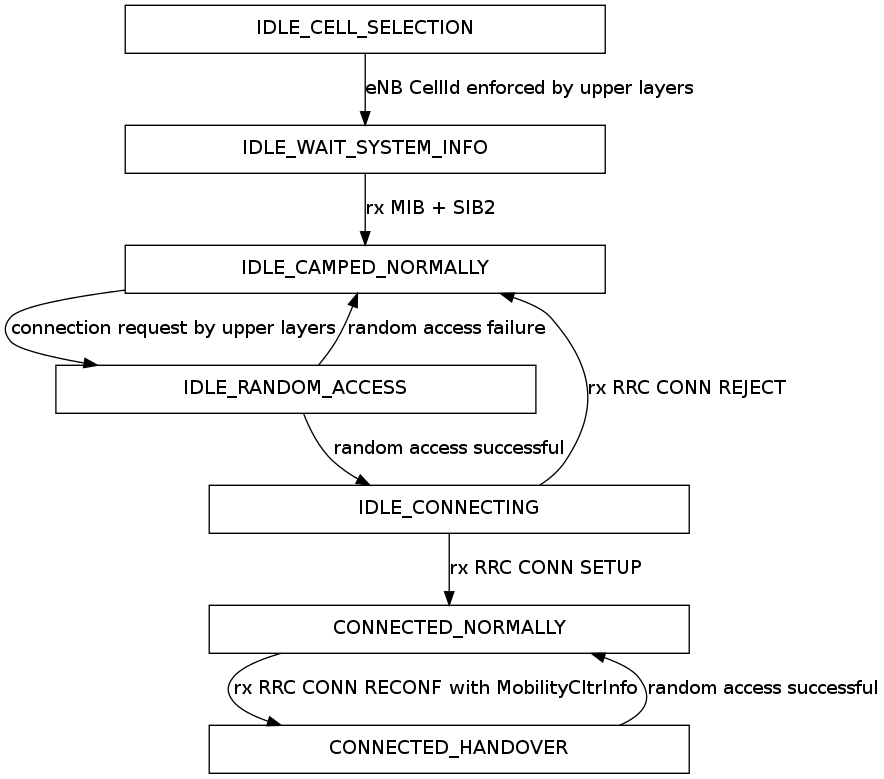 IDLE_CELL_SELECTION
eNB CellId enforced by upper layers
IDLE_WAIT_SYSTEM_INFO
rx MIB + SIB2
IDLE_CAMPED_NORMALLY
connection request by upper layers
random access failure
IDLE_RANDOM_ACCESS
rx RRC CONN REJECT
random access successful
IDLE_CONNECTING
rx RRC CONN SETUP
CONNECTED_NORMALLY
rx RRC CONN RECONF with MobilityCltrInfo
random access successful
CONNECTED_HANDOVER